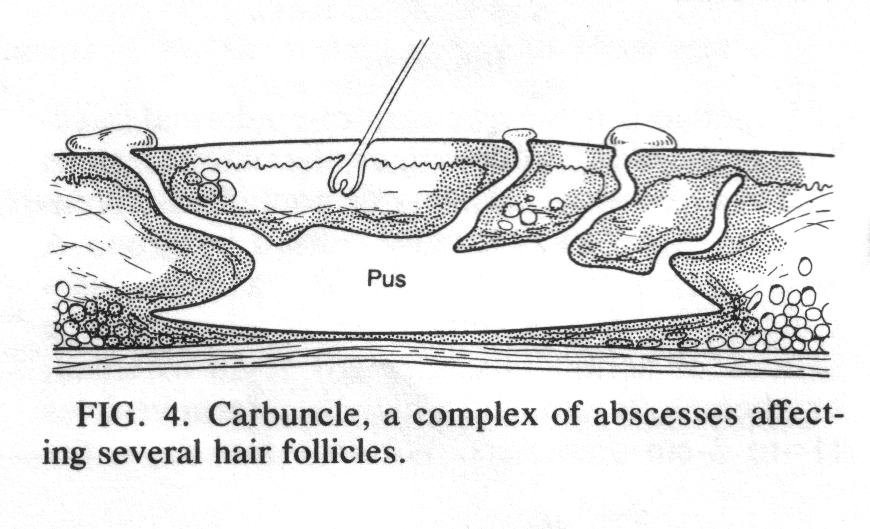 Pus
FIG. 4. Carbuncle, a complex of abscesses affect-
ing several hair follicles.